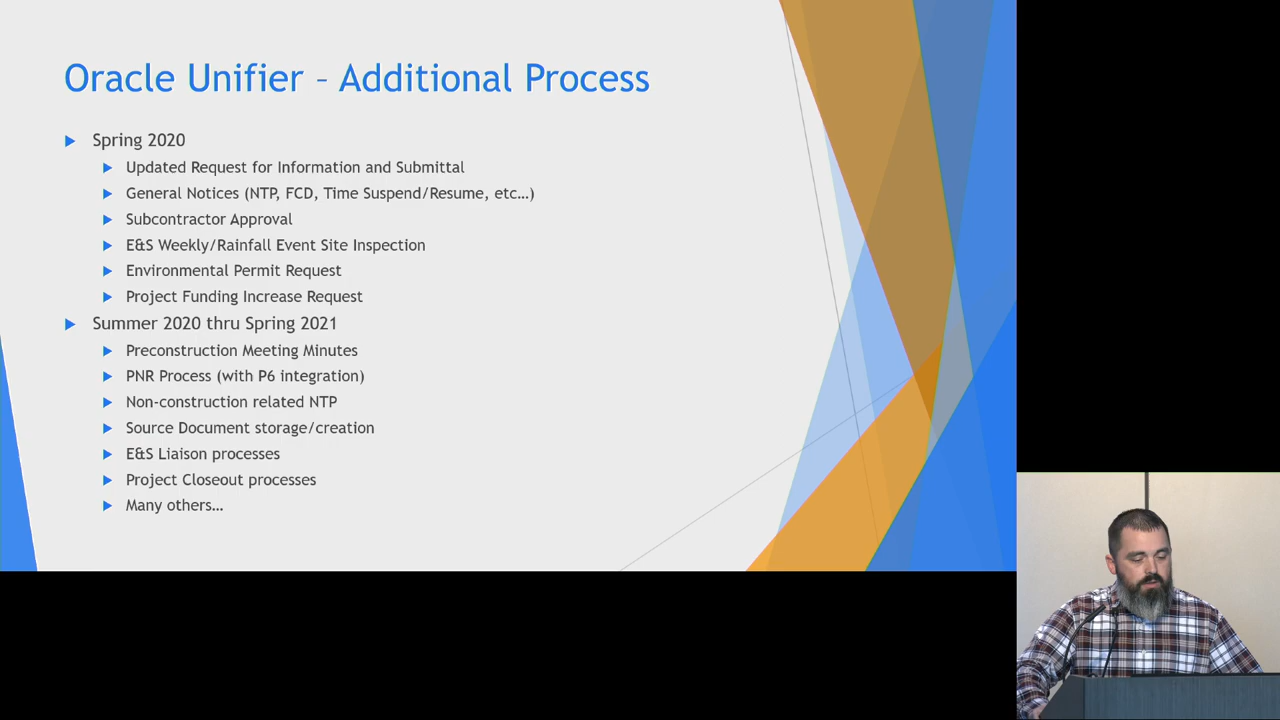 Oracle Unifier – Additional Process
Spring 2020
Updated Request for Information and Submittal
General Notices (NTP, FCD, Time Suspend/Resume, etc…)
Subcontractor Approval
E&S Weekly/Rainfall Event Site Inspection
Environmental Permit Request
Project Funding Increase Request
Summer 2020 thru Spring 2021
Preconstruction Meeting Minutes
PNR Process (with P6 integration)
Non-construction related NTP
Source Document storage/creation
E&S Liaison processes
Project Closeout processes
Many others…